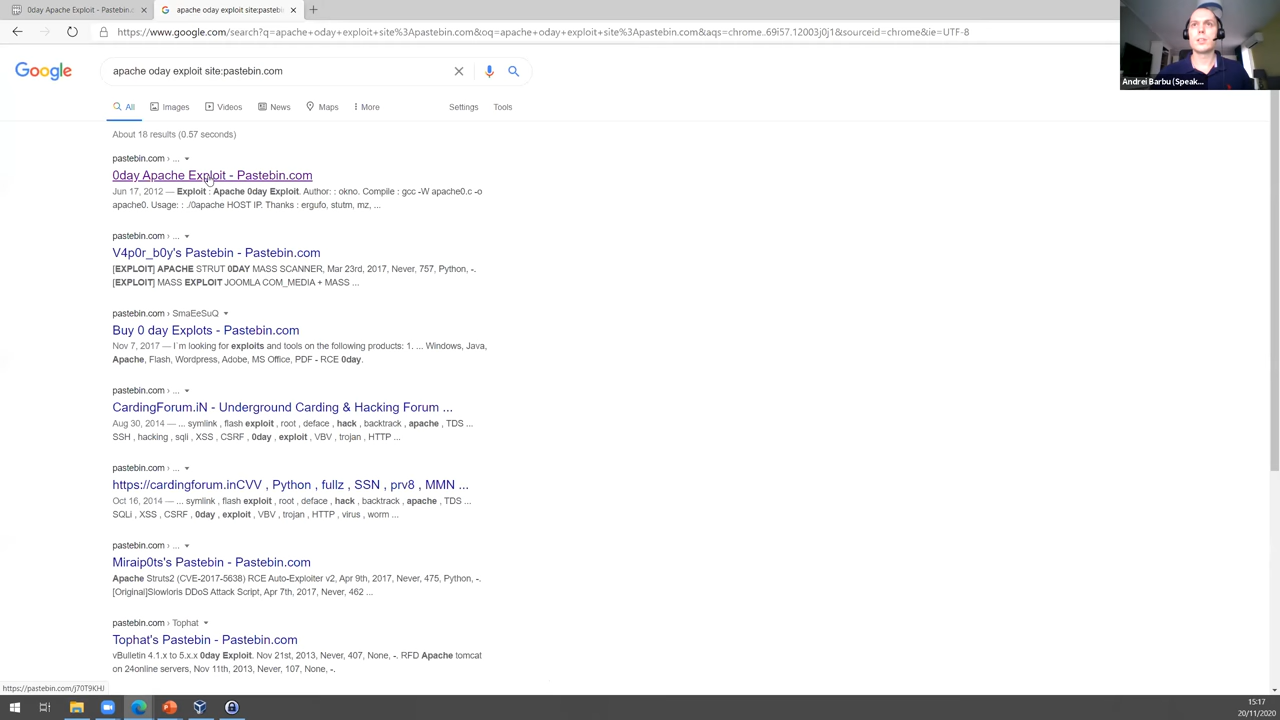 0day Apache Exploit - Pastebin.c
apache oday exploit site:pastebin
https://www.google.com/search?q=apache+oday+exploit+site%3Apastebin.com&oq=apache+oday+exploit+site%3Apastebin.com&aqs=chrome..69i57.12003j0j1&sourceid=chrome&ie=UTF-8
Andrei Barbu (Speak...
Google
apache oday exploit site:pastebin.com
All Images Videos News Maps More Settings Tools
About 18 results (0.57 seconds)
pastebin.com › ...
0day Apache Exploit - Pastebin.com
Jun 17, 2012 — Exploit : Apache 0day Exploit. Author: : okno. Compile : gcc -W apache0.c -o
apache0. Usage: : ./0apache HOST IP. Thanks : ergufo, stutm, mz, ...
pastebin.com › ...
V4p0r_b0y's Pastebin - Pastebin.com
[EXPLOIT] APACHE STRUT 0DAY MASS SCANNER, Mar 23rd, 2017, Never, 757, Python, -.
[EXPLOIT] MASS EXPLOIT JOOMLA COM_MEDIA + MASS ...
pastebin.com › SmaEeSuQ
Buy 0 day Explots - Pastebin.com
Nov 7, 2017 — I`m looking for exploits and tools on the following products: 1. ... Windows, Java,
Apache, Flash, Wordpress, Adobe, MS Office, PDF - RCE 0day.
pastebin.com › ...
CardingForum.iN - Underground Carding & Hacking Forum ...
Aug 30, 2014 — ... symlink , flash exploit , root , deface , hack , backtrack , apache , TDS ...
SSH , hacking , sqli , XSS , CSRF , 0day , exploit , VBV , trojan , HTTP ...
pastebin.com › ...
https://cardingforum.inCVV , Python , fullz , SSN , prv8 , MMN ...
Oct 16, 2014 — ... symlink , flash exploit , root , deface , hack , backtrack , apache , TDS ...
SQLi , XSS , CSRF , 0day , exploit , VBV , trojan , HTTP , virus , worm ...
pastebin.com › ...
Miraip0ts's Pastebin - Pastebin.com
Apache Struts2 (CVE-2017-5638) RCE Auto-Exploiter v2, Apr 9th, 2017, Never, 475, Python, -.
[Original]Slowloris DDoS Attack Script, Apr 7th, 2017, Never, 462 ...
pastebin.com › Tophat
Tophat's Pastebin - Pastebin.com
vBulletin 4.1.x to 5.x.x 0day Exploit. Nov 21st, 2013, Never, 407, None, -. RFD Apache tomcat
on 24online servers, Nov 11th, 2013, Never, 107, None, -.
https://pastebin.com/j70T9KHJ
15:17
20/11/2020